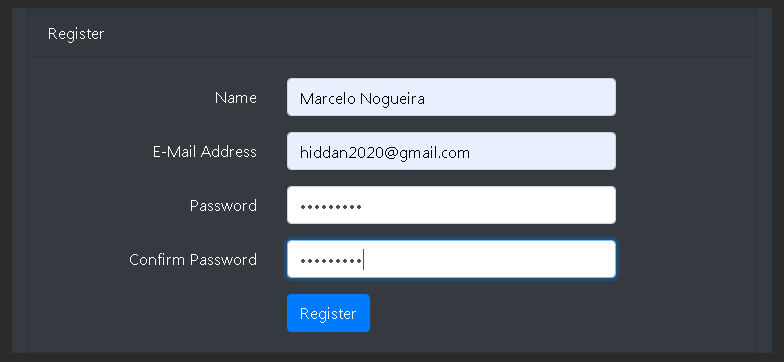 Register
Name
Marcelo Nogueira
E-Mail Address
hiddan2020@gmail.com
Password
•••••••••
Confirm Password
•••••••••
Register